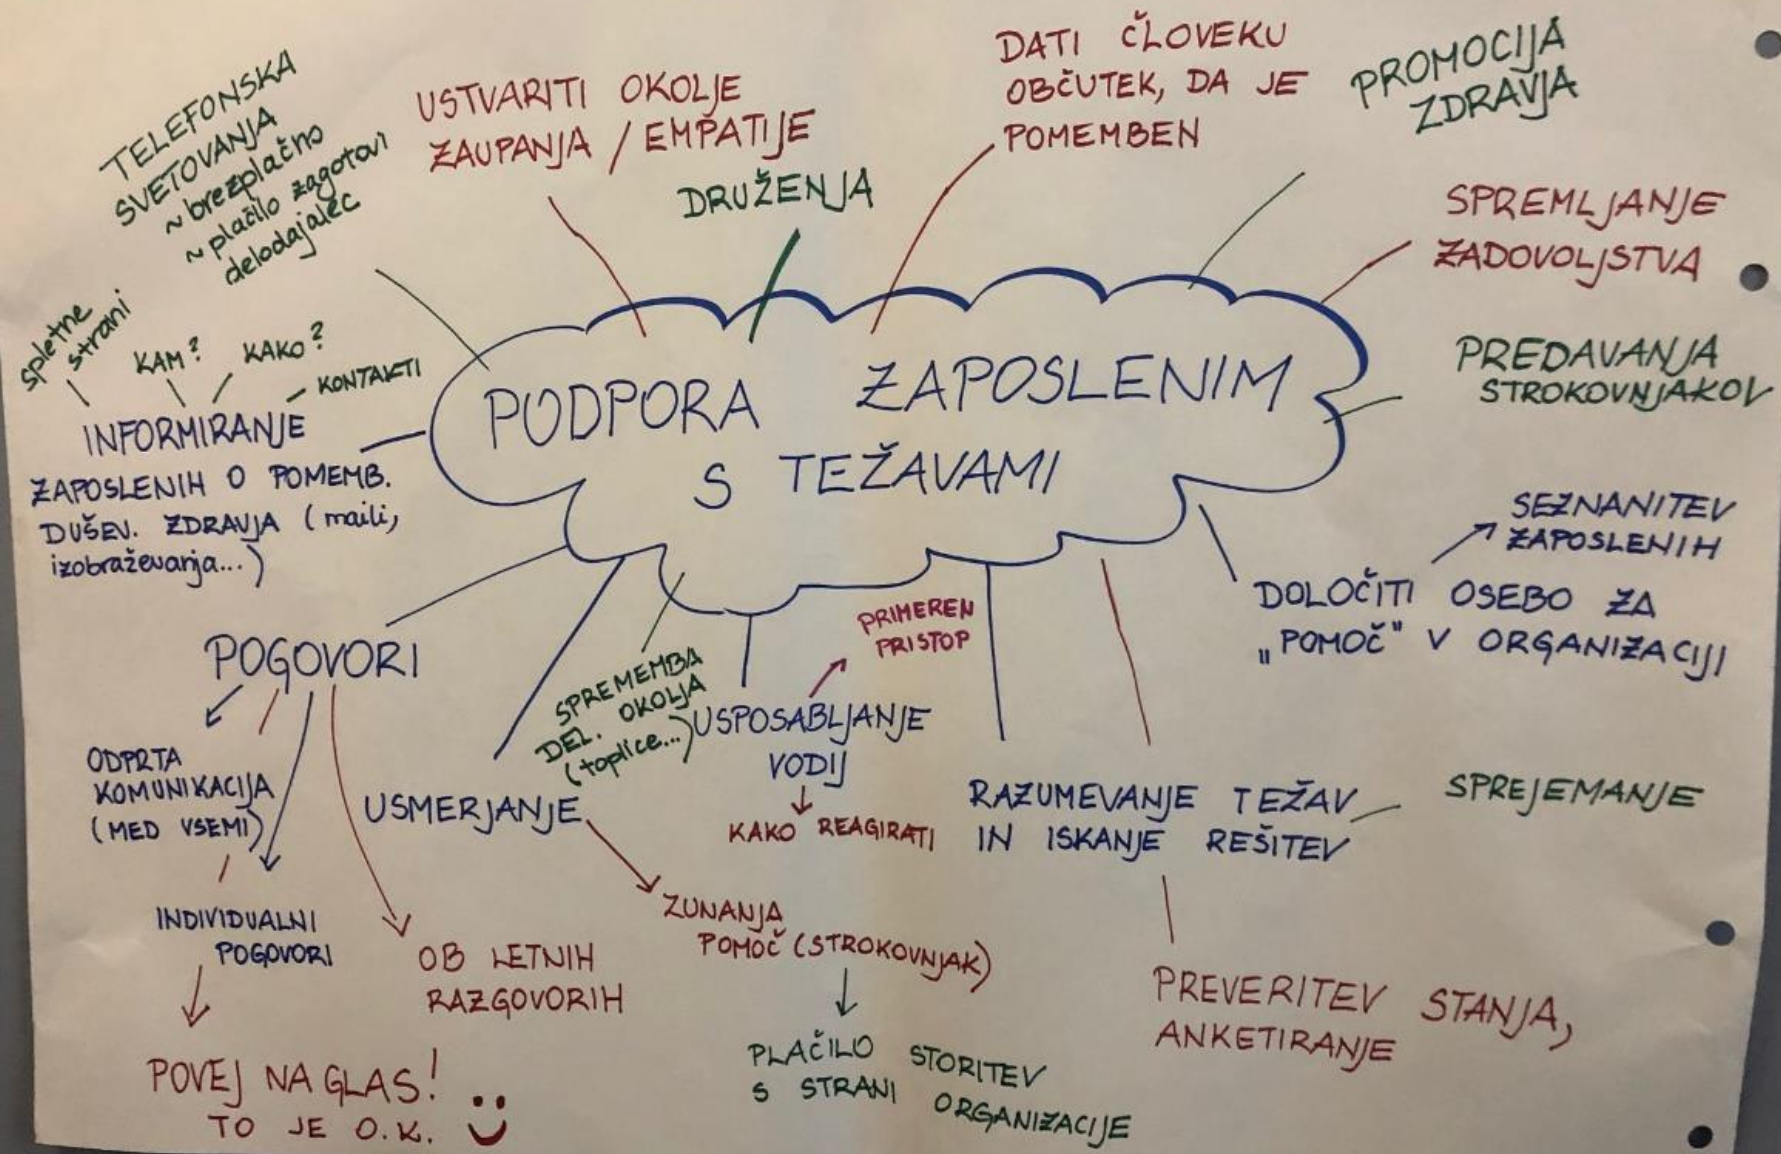 TELEFONSKA
SVETOVANJA
~ brezplačno
~ plačilo zagotovi
delodajalec
USTVARITI OKOLJE
ZAUPANJA / EMPATIJE
DRUŽENJA
DATI ČLOVEKU
OBČUTEK, DA JE
POMEMBEN
PROMOCIJA
ZDRAVJA
SPREMLJANJE
ZADOVOLJSTVA
PREDAVANJA
STROKOVNJAKOV
spletne
strani
KAM?
KAKO?
KONTAKTI
INFORMIRANJE
ZAPOSLENIH O POMEMB.
DUŠEV. ZDRAVJA (maili,
izobraževanja...)
PODPORA ZAPOSLENIM
S TEŽAVAMI
SEZNANITEV
ZAPOSLENIH
DOLOČITI OSEBO ZA
„POMOČ" V ORGANIZACIJI
POGOVORI
ODPRTA
KOMUNIKACIJA
(MED VSEMI)
INDIVIDUALNI
POGOVORI
POVEJ NA GLAS!
TO JE O.K.
OB LETNIH
RAZGOVORIH
USMERJANJE
ZUNANJA
POMOČ (STROKOVNJAK)
PLAČILO STORITEV
S STRANI ORGANIZACIJE
SPREMEMBA
DEL. OKOLJA
(toplice...)
PRIMEREN
PRISTOP
USPOSABLJANJE
VODIJ
KAKO REAGIRATI
RAZUMEVANJE TEŽAV
IN ISKANJE REŠITEV
SPREJEMANJE
PREVERITEV STANJA,
ANKETIRANJE